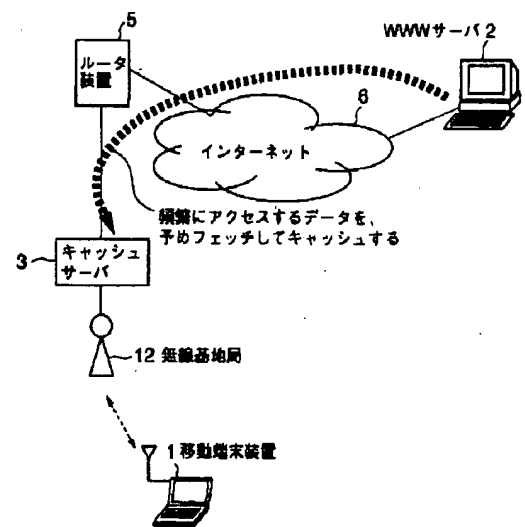 5
WWWサーバ 2
ルータ
装置
6
インターネット
頻繁にアクセスするデータを、
予めフェッチしてキャッシュする
3
キャッシュ
サーバ
12 無線基地局
1 移動端末装置